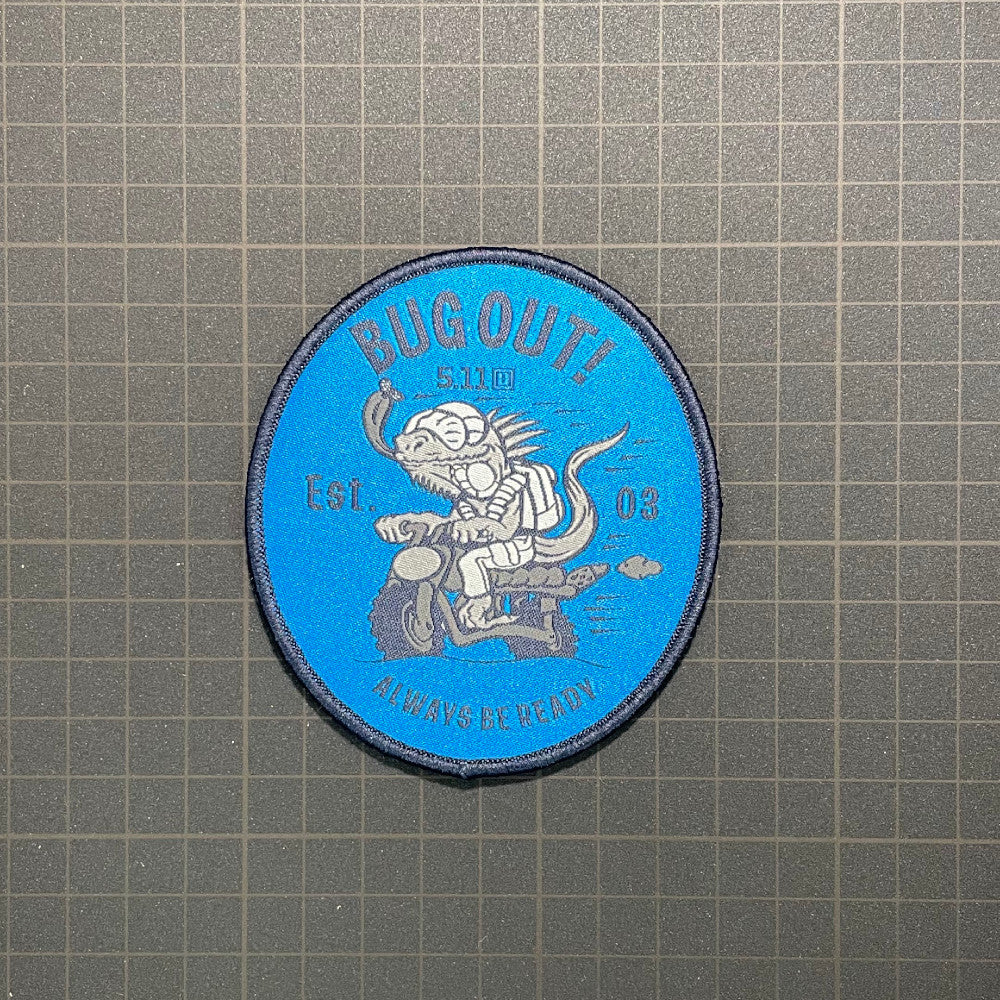 BUG OUT!
5.11
Est. 03
ALWAYS BE READY